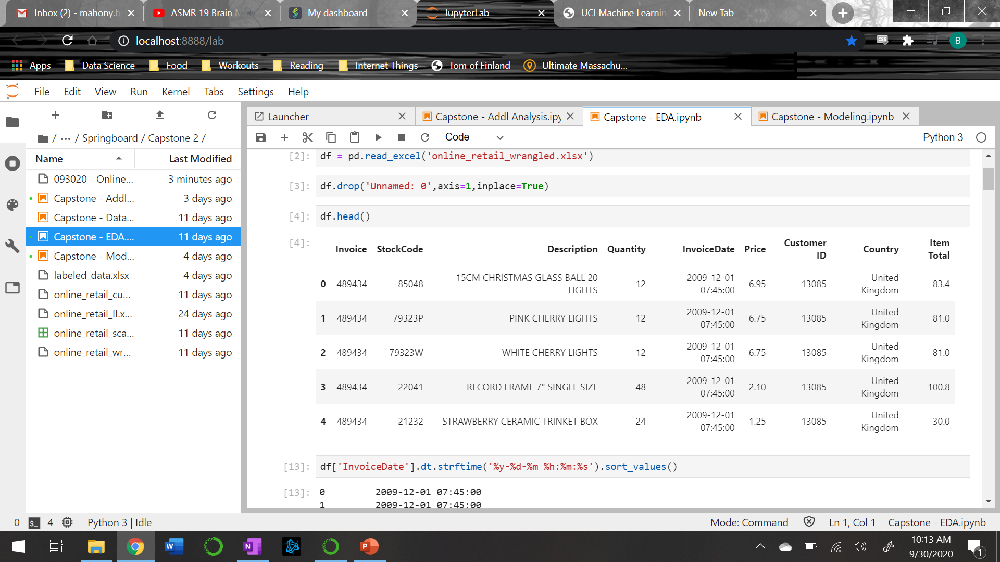 Inbox (2) - mahony.b
ASMR 19 Brain M
My dashboard
JupyterLab
UCI Machine Learnin
New Tab
localhost:8888/lab
CSS
B
Apps
Data Science
Food
Workouts
Reading
Internet Things
Tom of Finland
Ultimate Massachu...
File Edit View Run Kernel Tabs Settings Help
Launcher
Capstone - Addl Analysis.ipy
Capstone - EDA.ipynb
Capstone - Modeling.ipynb
/ ··· / Springboard / Capstone 2 /
Code
Python 3
Name Last Modified
093020 - Online... 3 minutes ago
Capstone - Addl... 3 days ago
Capstone - Data... 11 days ago
Capstone - EDA.... 11 days ago
Capstone - Mod... 4 days ago
labeled_data.xlsx 4 days ago
online_retail_cu... 11 days ago
online_retail_II.x... 24 days ago
online_retail_sca... 11 days ago
online_retail_wr... 11 days ago
[2]: df = pd.read_excel('online_retail_wrangled.xlsx')
[3]: df.drop('Unnamed: 0',axis=1,inplace=True)
[4]: df.head()
[4]:
Invoice StockCode Description Quantity InvoiceDate Price Customer ID Country Item Total
0 489434 85048 15CM CHRISTMAS GLASS BALL 20 LIGHTS 12 2009-12-01 07:45:00 6.95 13085 United Kingdom 83.4
1 489434 79323P PINK CHERRY LIGHTS 12 2009-12-01 07:45:00 6.75 13085 United Kingdom 81.0
2 489434 79323W WHITE CHERRY LIGHTS 12 2009-12-01 07:45:00 6.75 13085 United Kingdom 81.0
3 489434 22041 RECORD FRAME 7" SINGLE SIZE 48 2009-12-01 07:45:00 2.10 13085 United Kingdom 100.8
4 489434 21232 STRAWBERRY CERAMIC TRINKET BOX 24 2009-12-01 07:45:00 1.25 13085 United Kingdom 30.0
[13]: df['InvoiceDate'].dt.strftime('%y-%d-%m %h:%m:%s').sort_values()
[13]: 0 2009-12-01 07:45:00
1 2009-12-01 07:45:00
0 $_ 4 Python 3 | Idle
Mode: Command Ln 1, Col 1 Capstone - EDA.ipynb
W
N
P
10:13 AM
9/30/2020
1